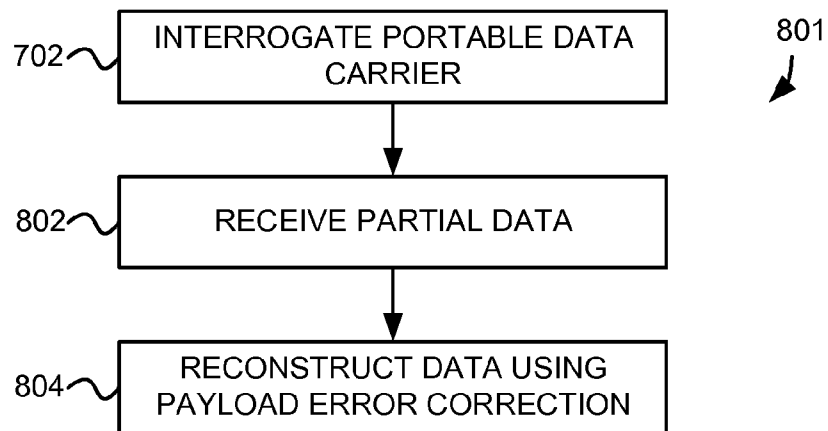 801
702
INTERROGATE PORTABLE DATA
CARRIER
802
RECEIVE PARTIAL DATA
804
RECONSTRUCT DATA USING
PAYLOAD ERROR CORRECTION